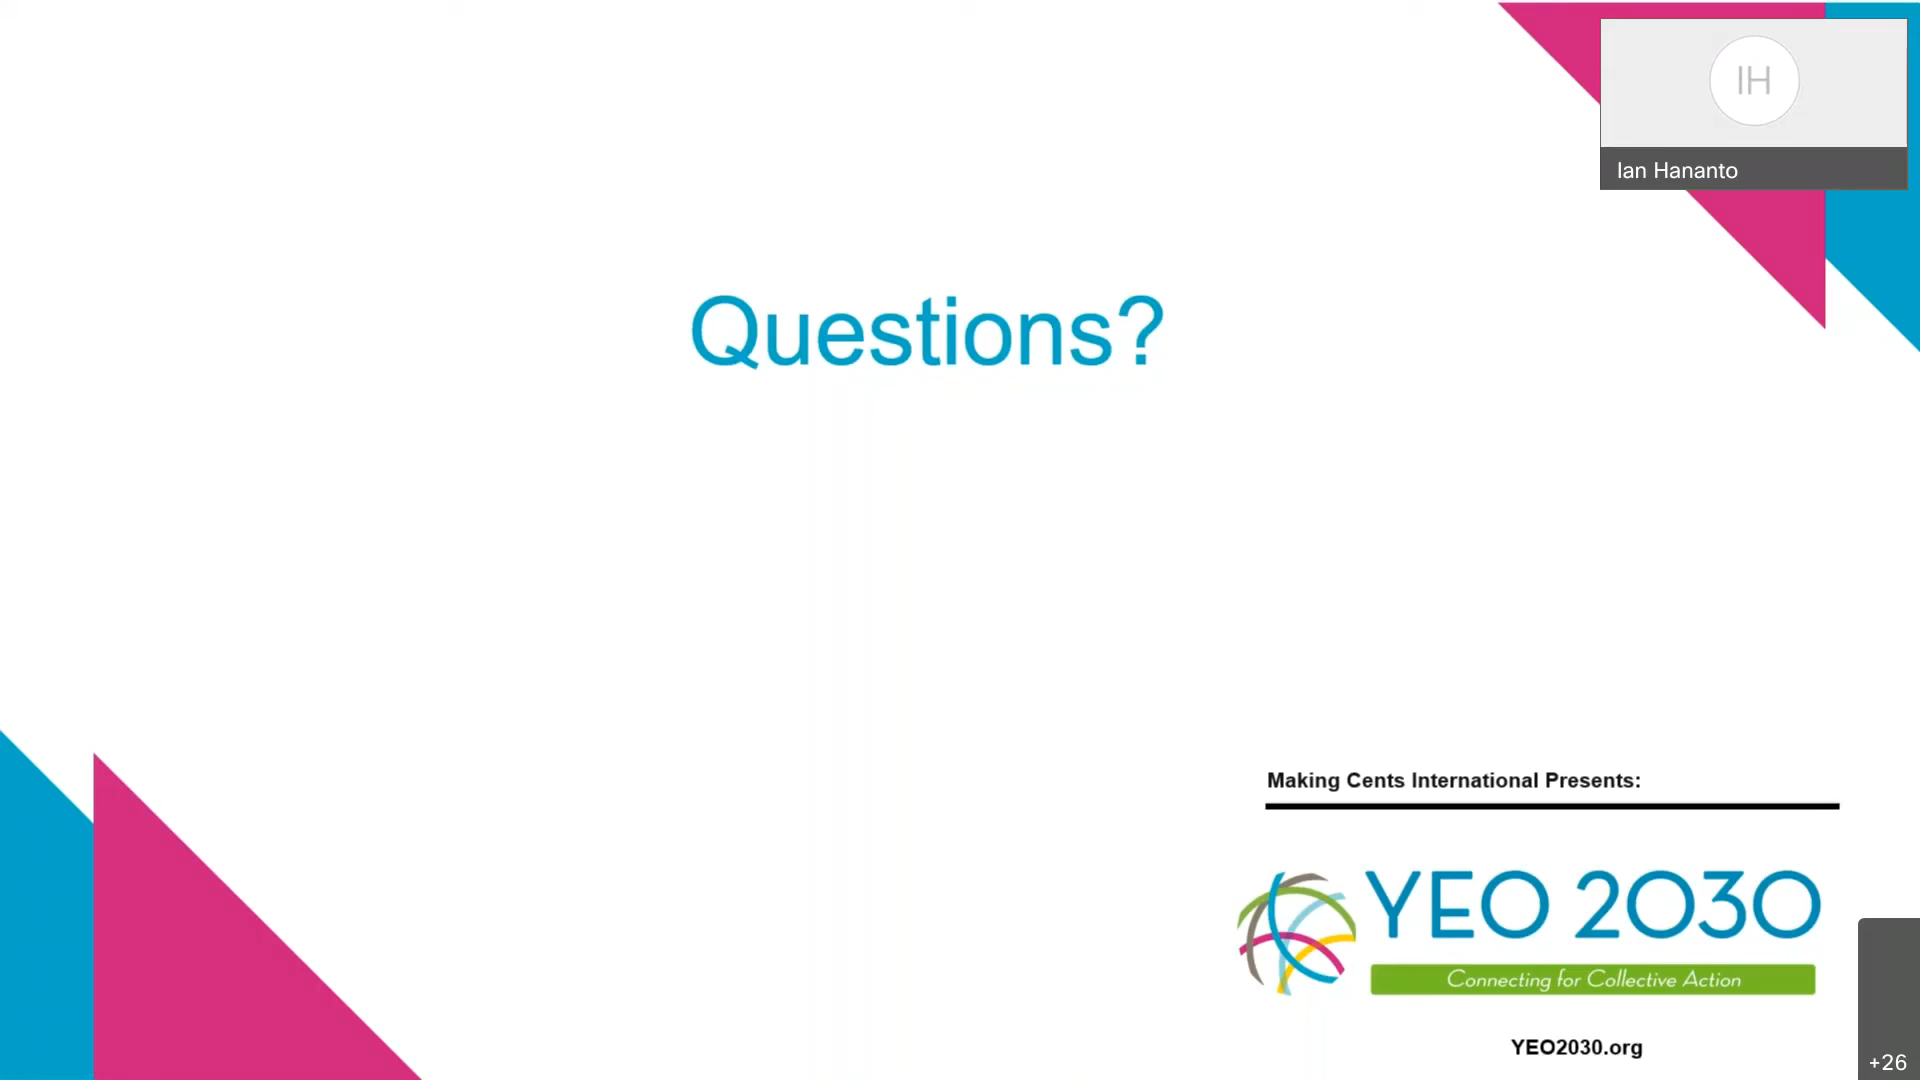 IH
Ian Hananto
Questions?
Making Cents International Presents:
YEO 2030
Connecting for Collective Action
YEO2030.org
+26